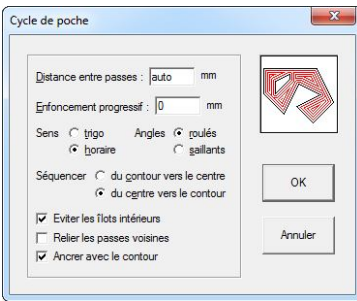 Cycle de poche
Distance entre passes : auto mm
Enfoncement progressif : 0 mm
Sens trigo Angles roulés
horaire saillants
Séquencer du contour vers le centre
du centre vers le contour
OK
Eviter les îlots intérieurs
Relier les passes voisines
Annuler
Ancrer avec le contour